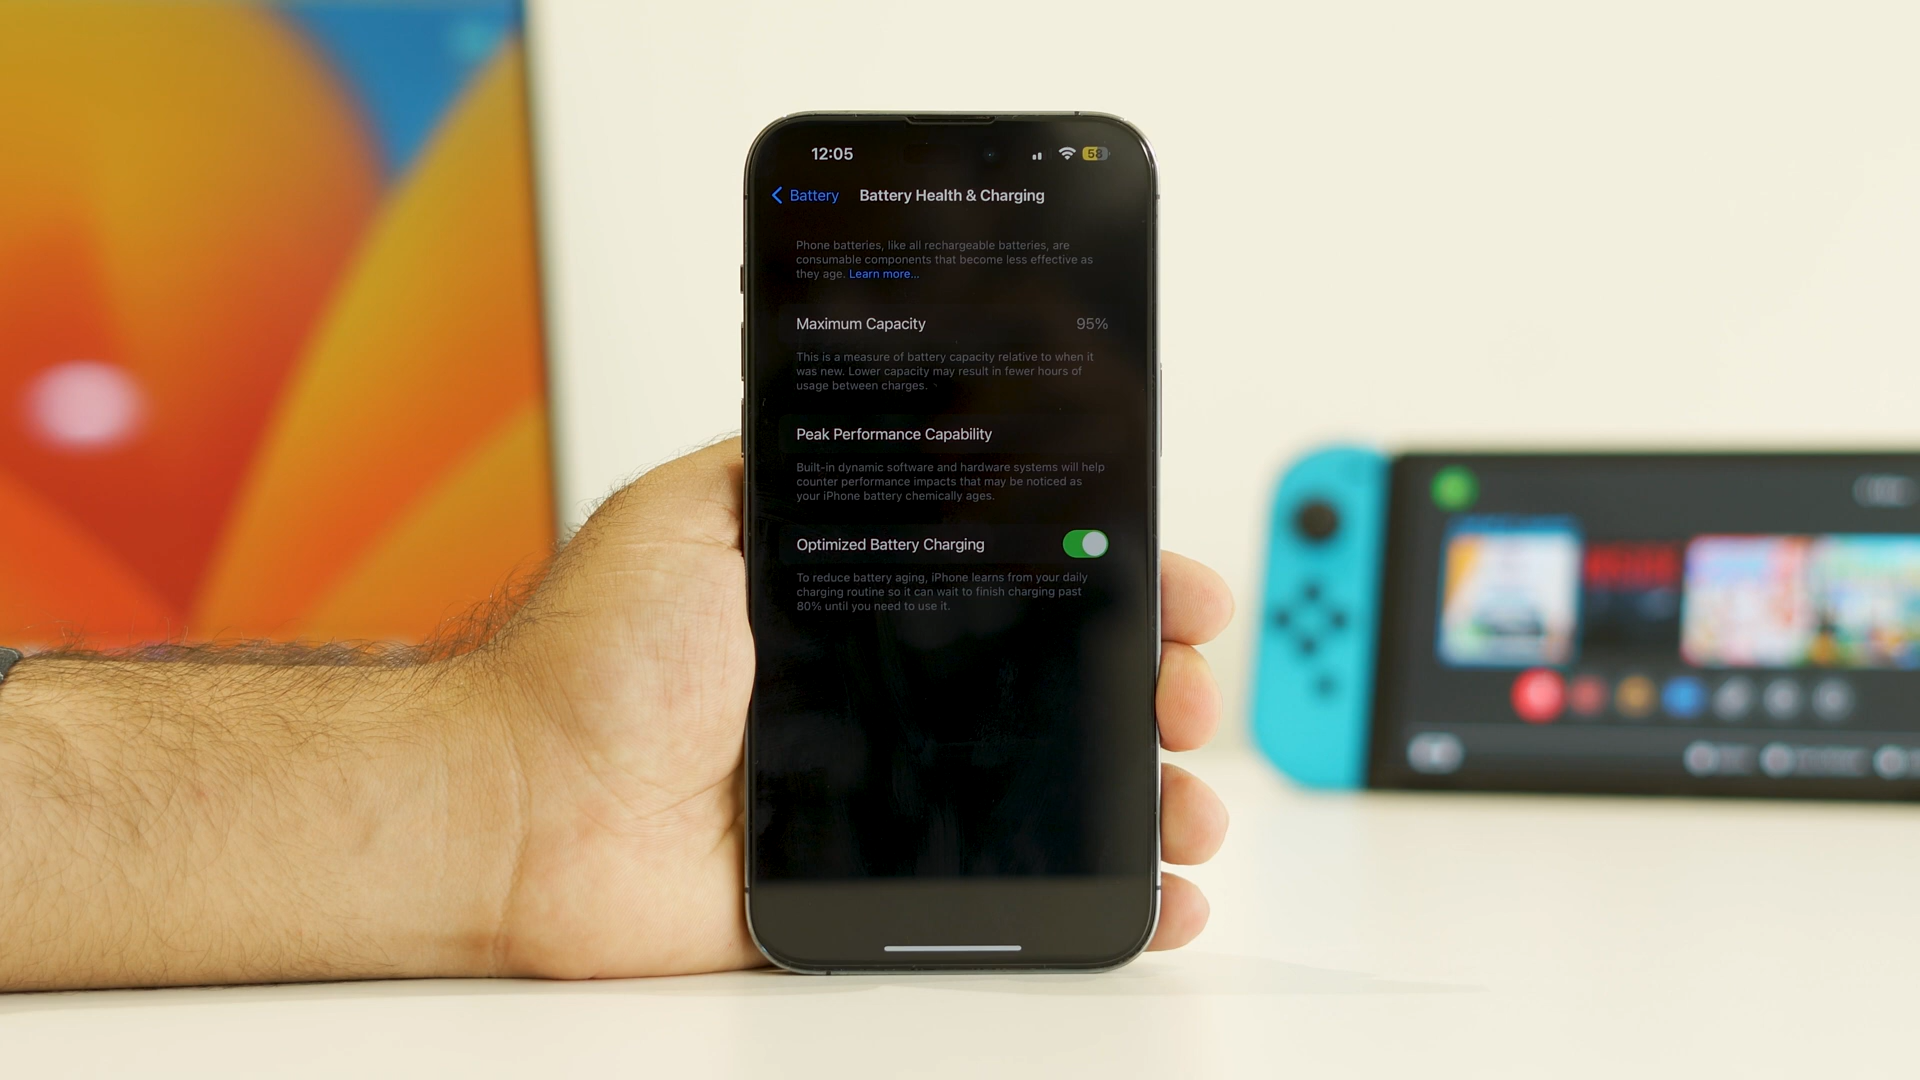 12:05
58
Battery
Battery Health & Charging
Phone batteries, like all rechargeable batteries, are
consumable components that become less effective as
they age. Learn more...
Maximum Capacity
95%
This is a measure of battery capacity relative to when it
was new. Lower capacity may result in fewer hours of
usage between charges.
Peak Performance Capability
Built-in dynamic software and hardware systems will help
counter performance impacts that may be noticed as
your iPhone battery chemically ages.
Optimized Battery Charging
To reduce battery aging, iPhone learns from your daily
charging routine so it can wait to finish charging past
80% until you need to use it.